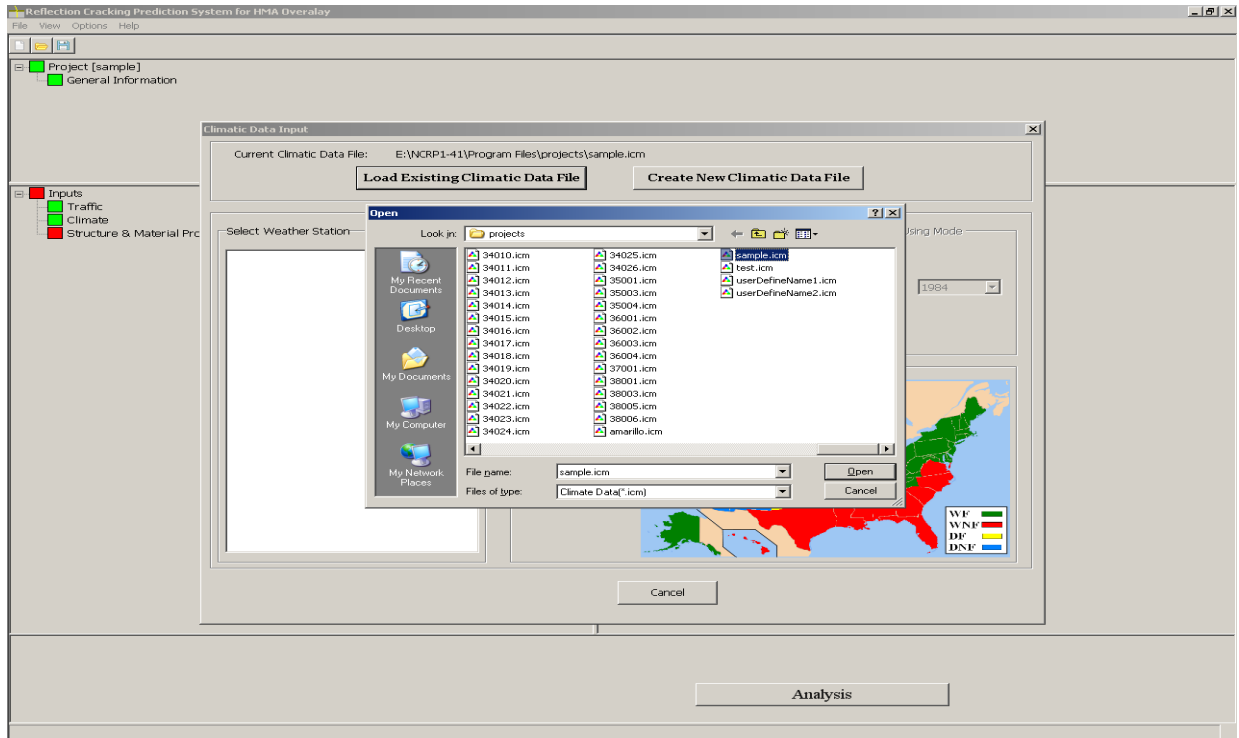 Reflection Cracking Prediction System for HMA Overalay
File View Options Help
Project [sample]
General Information
Climatic Data Input
Current Climatic Data File: E:\NCRP1-41\Program Files\projects\sample.icm
Load Existing Climatic Data File
Create New Climatic Data File
Inputs
Traffic
Climate
Structure & Material Prc
Select Weather Station
Using Mode
1984
Open
Look in: projects
My Recent
Documents
Desktop
My Documents
My Computer
My Network
Places
34010.icm
34011.icm
34012.icm
34013.icm
34014.icm
34015.icm
34016.icm
34017.icm
34018.icm
34019.icm
34020.icm
34021.icm
34022.icm
34023.icm
34024.icm
34025.icm
34026.icm
35001.icm
35003.icm
35004.icm
36001.icm
36002.icm
36003.icm
36004.icm
37001.icm
38001.icm
38003.icm
38005.icm
38006.icm
amarillo.icm
sample.icm
test.icm
userDefineName1.icm
userDefineName2.icm
File name: sample.icm
Open
Files of type: Climate Data(*.icm)
Cancel
WF
WNF
DF
DNF
Cancel
Analysis